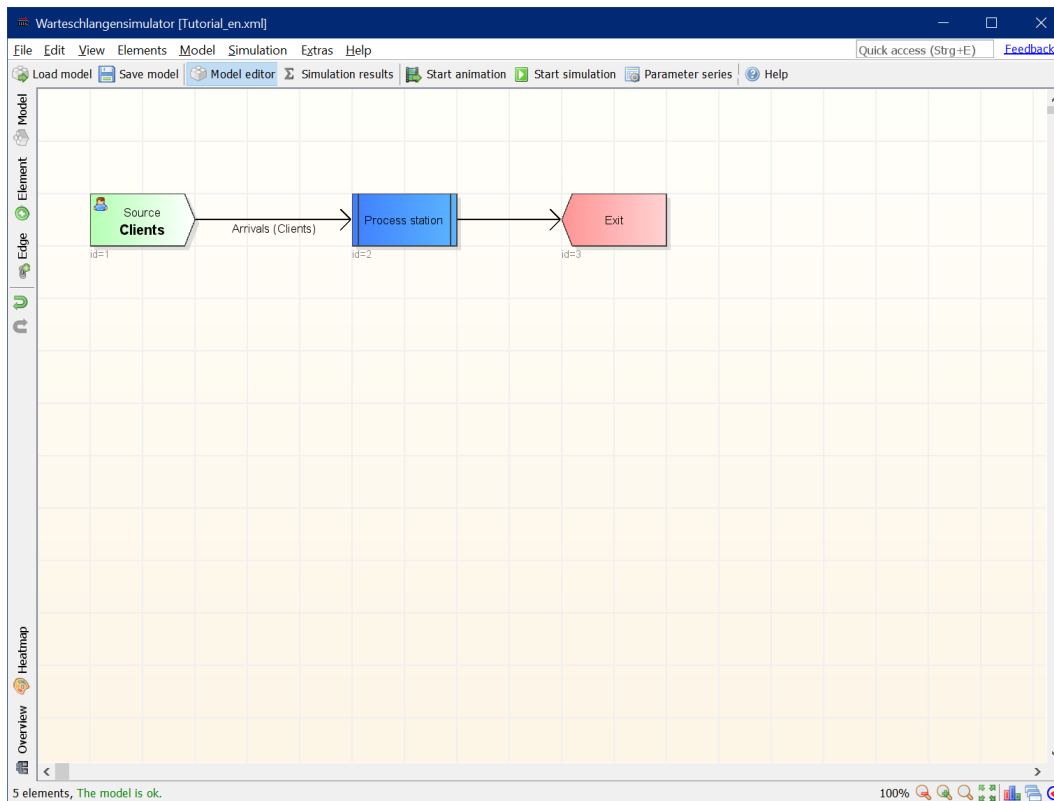 Warteschlangensimulator [Tutorial_en.xml]
File Edit View Elements Model Simulation Extras Help Quick access (Strg+E) Feedback
Load model Save model Model editor Simulation results Start animation Start simulation Parameter series Help
Model
Element
Edge
Source
Clients
id=1
Arrivals (Clients)
Process station
id=2
Exit
id=3
Heatmap
Overview
5 elements, The model is ok. 100%